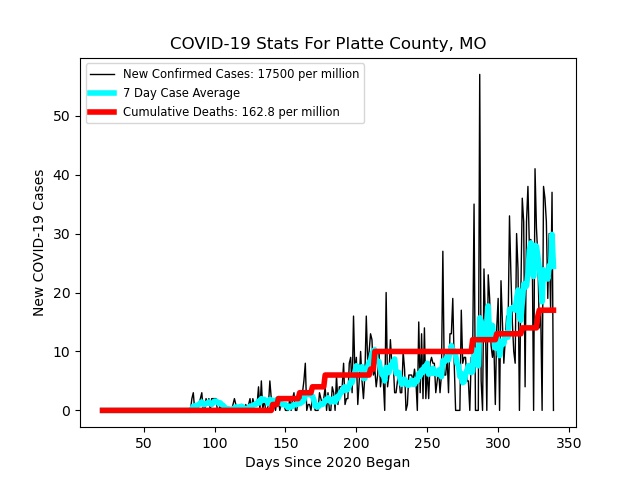 COVID-19 Stats For Platte County, MO
New Confirmed Cases: 17500 per million
7 Day Case Average
Cumulative Deaths: 162.8 per million
New COVID-19 Cases
50
40
30
20
10
0
50 100 150 200 250 300 350
Days Since 2020 Began